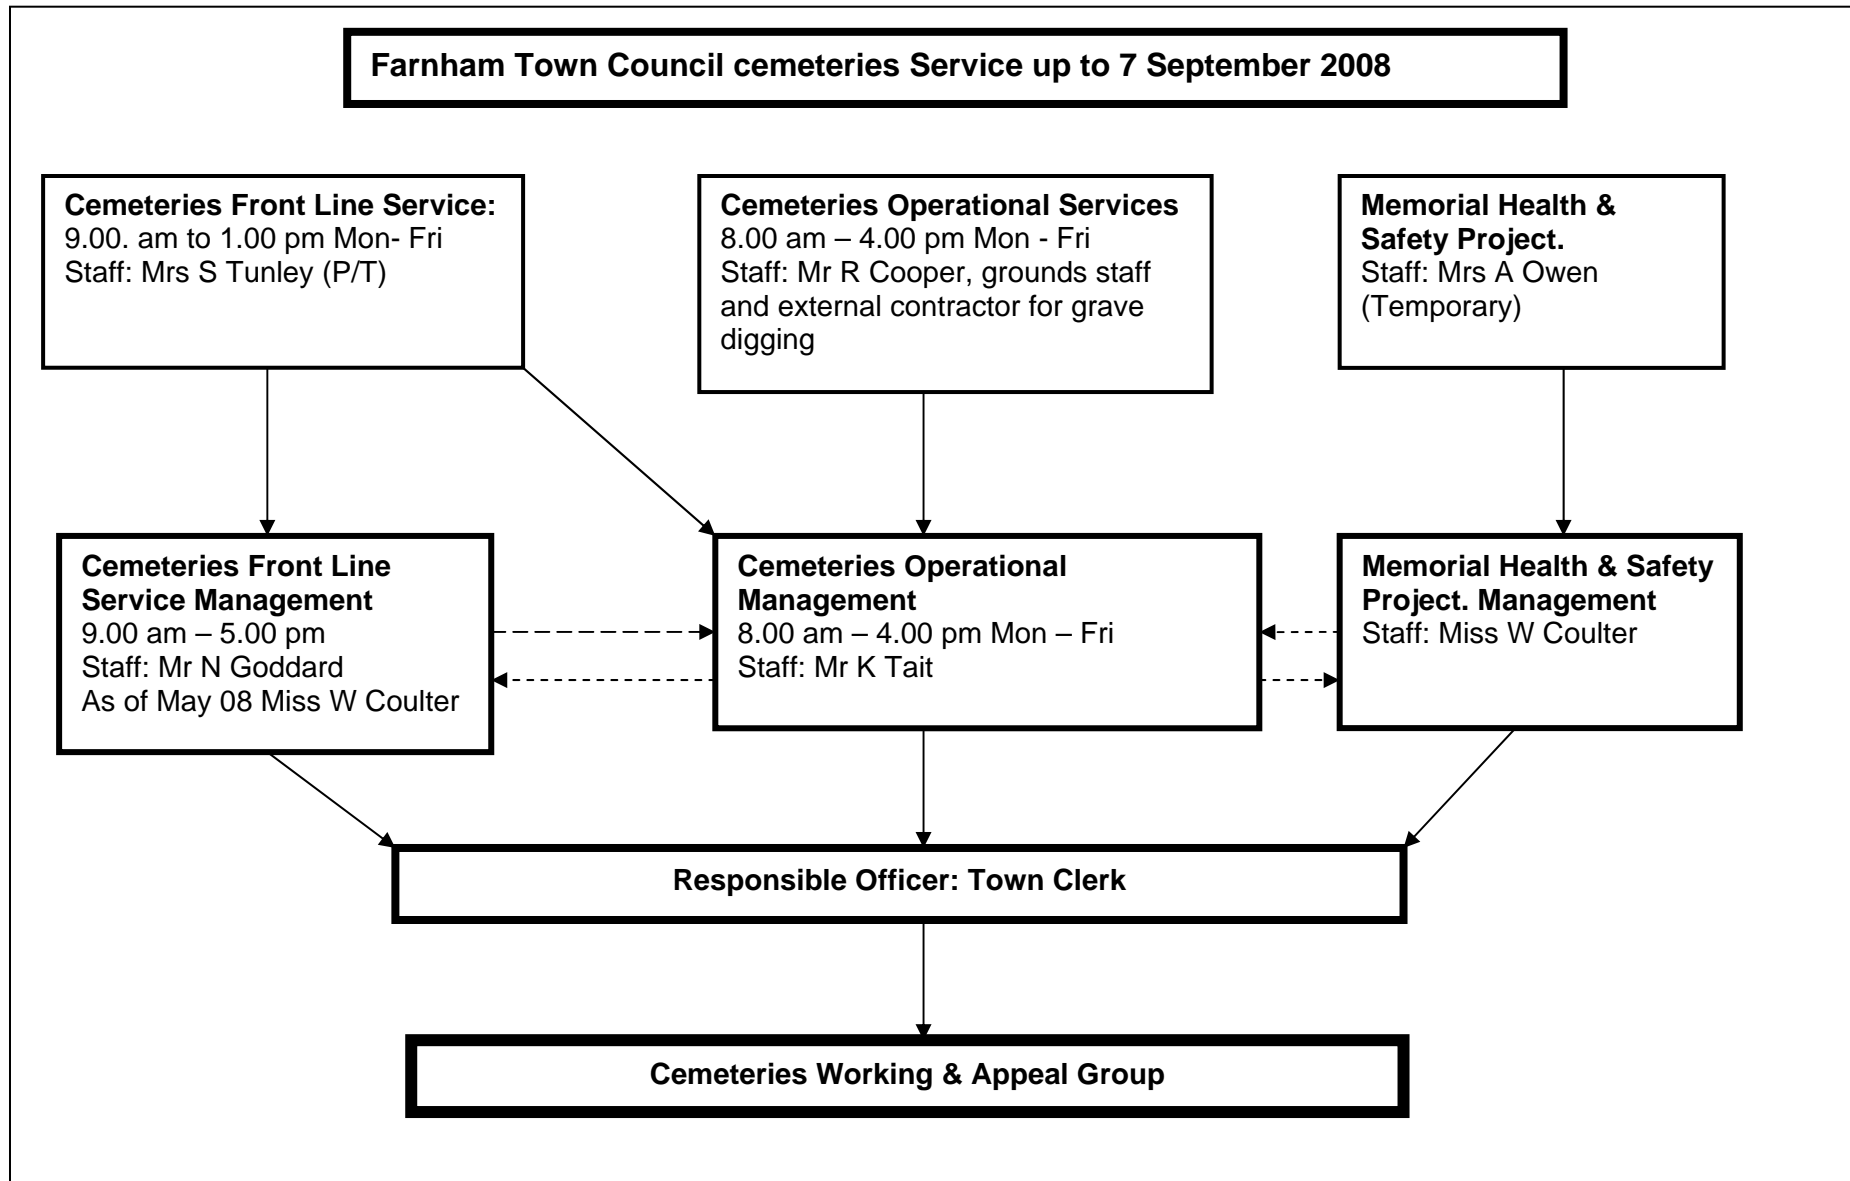 Farnham Town Council cemeteries Service up to 7 September 2008
Cemeteries Front Line Service:
9.00. am to 1.00 pm Mon- Fri
Staff: Mrs S Tunley (P/T)
Cemeteries Operational Services
8.00 am – 4.00 pm Mon - Fri
Staff: Mr R Cooper, grounds staff
and external contractor for grave
digging
Memorial Health &
Safety Project.
Staff: Mrs A Owen
(Temporary)
Cemeteries Front Line
Service Management
9.00 am – 5.00 pm
Staff: Mr N Goddard
As of May 08 Miss W Coulter
Cemeteries Operational
Management
8.00 am – 4.00 pm Mon – Fri
Staff: Mr K Tait
Memorial Health & Safety
Project. Management
Staff: Miss W Coulter
Responsible Officer: Town Clerk
Cemeteries Working & Appeal Group